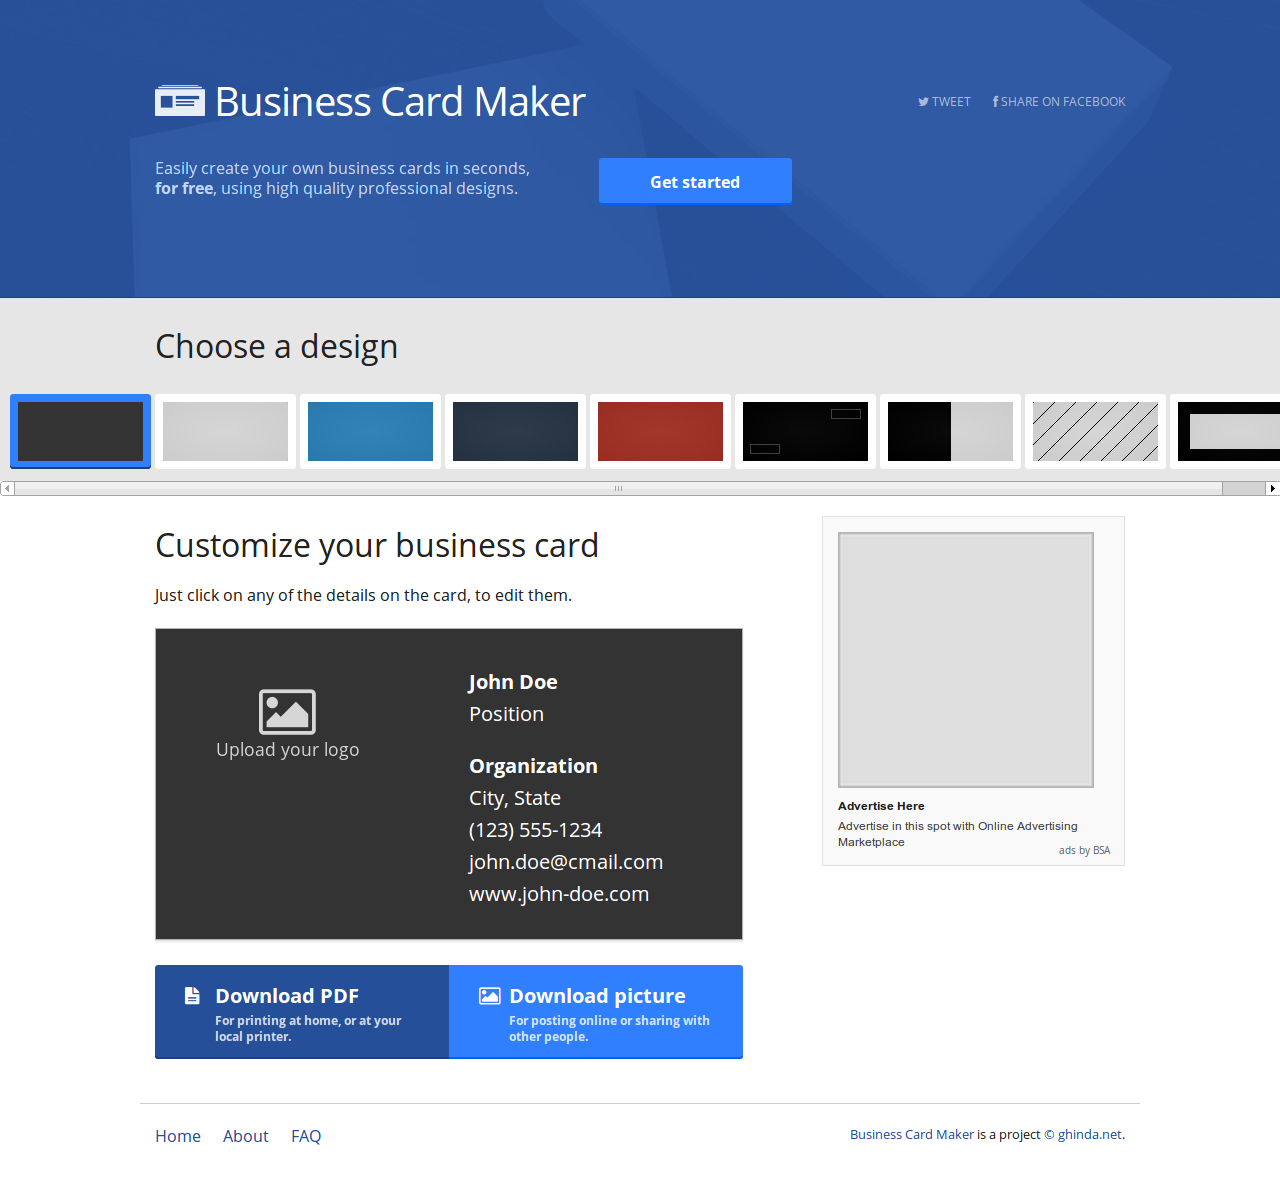 Business Card Maker
TWEET
SHARE ON FACEBOOK
Easily create your own business cards in seconds,
for free, using high quality professional designs.
Get started
Choose a design
Customize your business card
Just click on any of the details on the card, to edit them.
Upload your logo
John Doe
Position
Organization
City, State
(123) 555-1234
john.doe@cmail.com
www.john-doe.com
Advertise Here
Advertise in this spot with Online Advertising
Marketplace
ads by BSA
Download PDF
For printing at home, or at your
local printer.
Download picture
For posting online or sharing with
other people.
Home
About
FAQ
Business Card Maker is a project © ghinda.net.